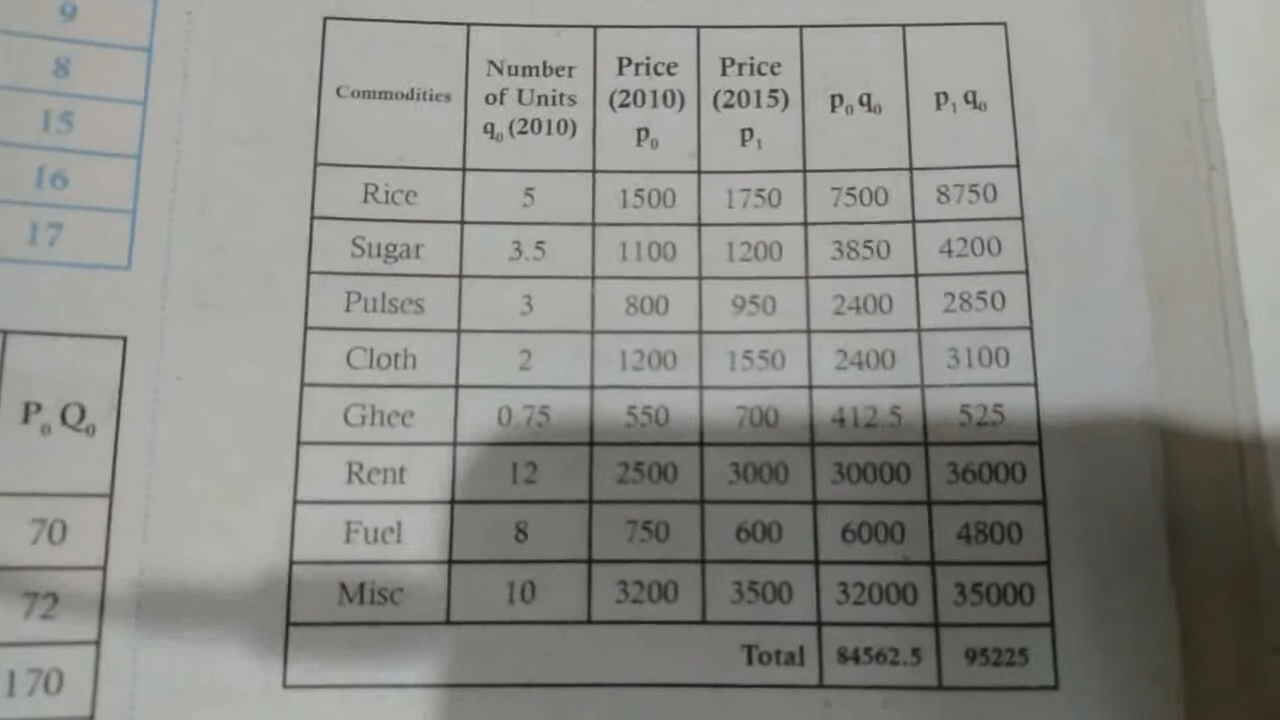 9
8
15
16
17
P₀ Q₀
70
72
170
Commodities | Number of Units q₀ (2010) | Price (2010) p₀ | Price (2015) p₁ | p₀ q₀ | p₁ q₀
Rice | 5 | 1500 | 1750 | 7500 | 8750
Sugar | 3.5 | 1100 | 1200 | 3850 | 4200
Pulses | 3 | 800 | 950 | 2400 | 2850
Cloth | 2 | 1200 | 1550 | 2400 | 3100
Ghee | 0.75 | 550 | 700 | 412.5 | 525
Rent | 12 | 2500 | 3000 | 30000 | 36000
Fuel | 8 | 750 | 600 | 6000 | 4800
Misc | 10 | 3200 | 3500 | 32000 | 35000
Total | 84562.5 | 95225